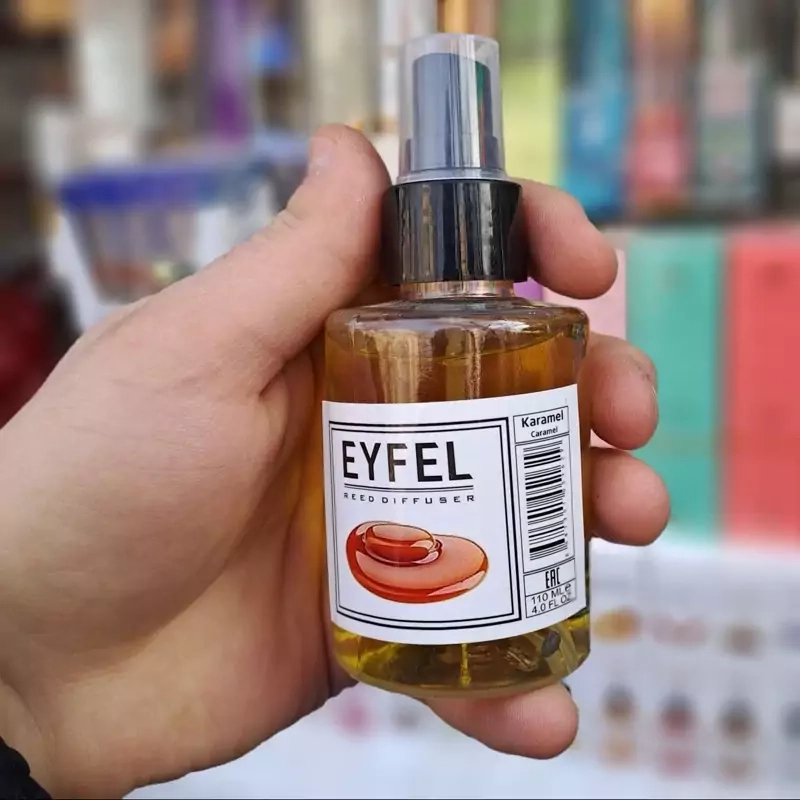 EYFEL
REED DIFFUSER
Karamel
Caramel
EAC
110 ML e
4.0 FL OZ